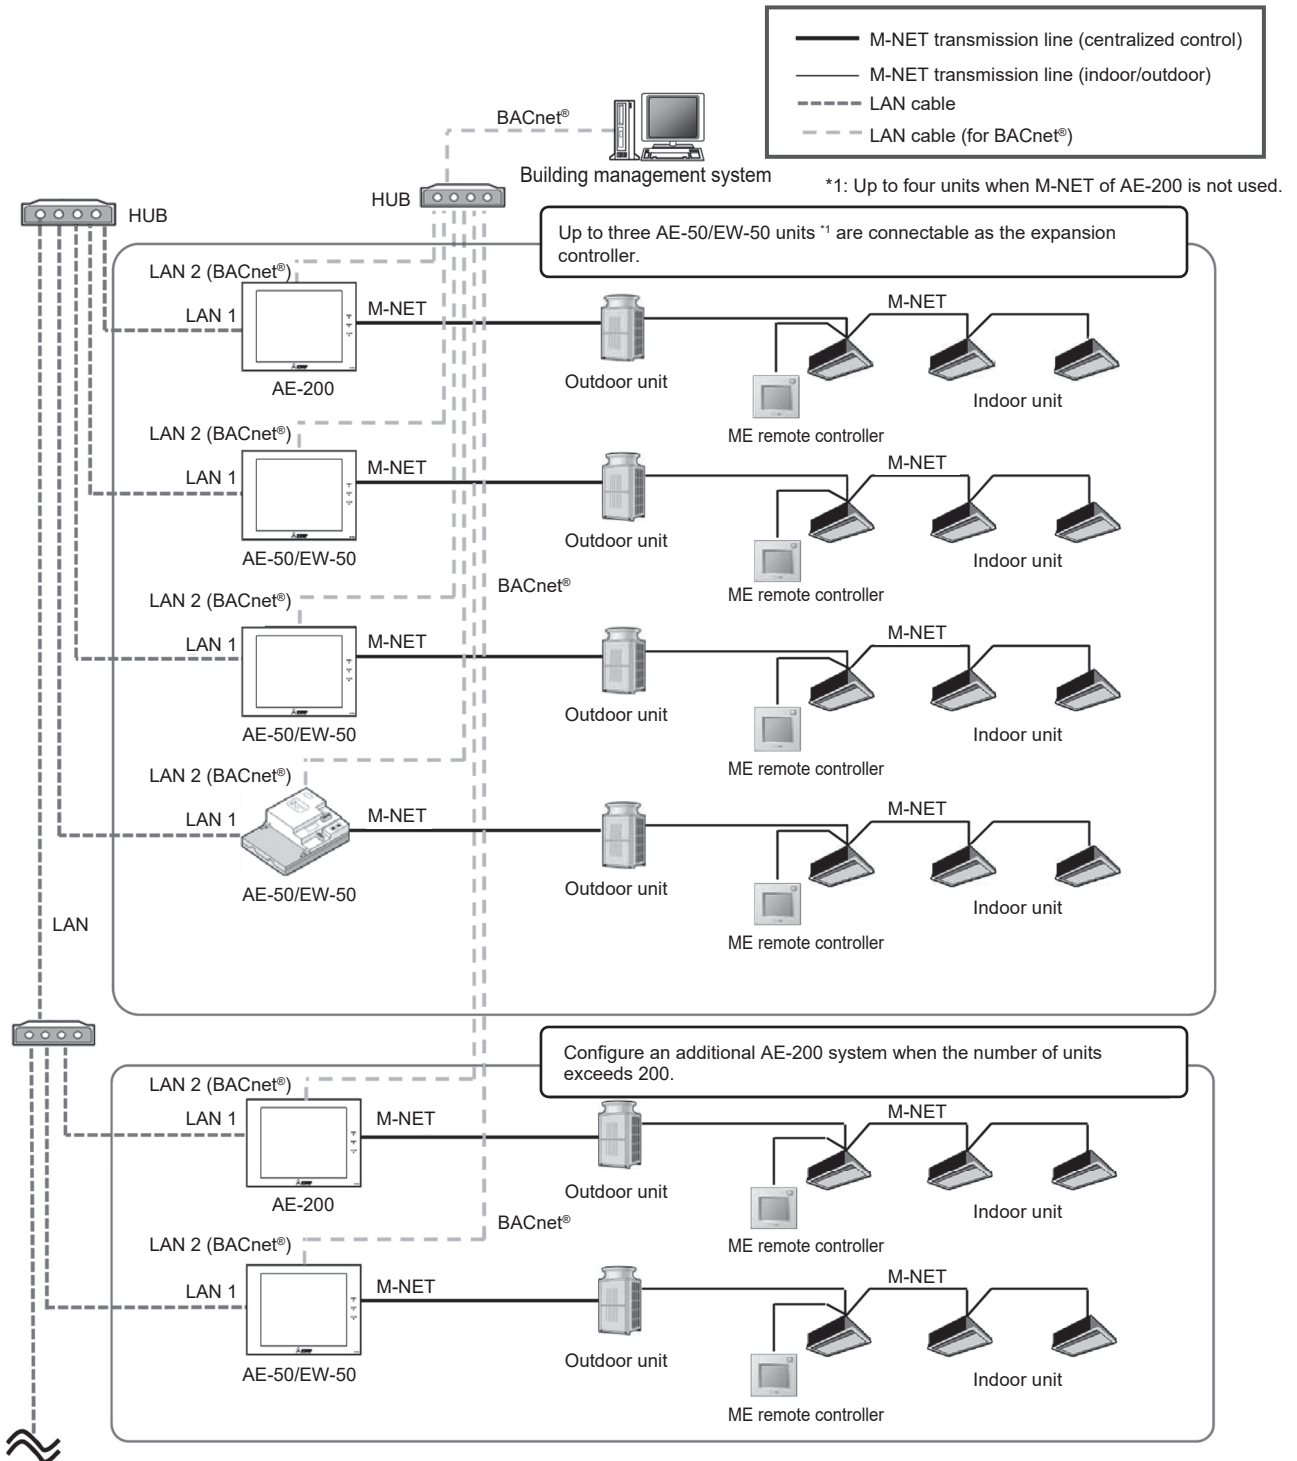 M-NET transmission line (centralized control)
M-NET transmission line (indoor/outdoor)
LAN cable
LAN cable (for BACnet®)
BACnet®
Building management system
*1: Up to four units when M-NET of AE-200 is not used.
HUB
HUB
Up to three AE-50/EW-50 units *1 are connectable as the expansion
controller.
LAN 2 (BACnet®)
LAN 1
M-NET
M-NET
AE-200
Outdoor unit
Indoor unit
ME remote controller
LAN 2 (BACnet®)
LAN 1
M-NET
M-NET
AE-50/EW-50
Outdoor unit
Indoor unit
BACnet®
ME remote controller
LAN 2 (BACnet®)
LAN 1
M-NET
M-NET
AE-50/EW-50
Outdoor unit
Indoor unit
ME remote controller
LAN 2 (BACnet®)
LAN 1
M-NET
M-NET
AE-50/EW-50
Outdoor unit
Indoor unit
ME remote controller
LAN
Configure an additional AE-200 system when the number of units
exceeds 200.
LAN 2 (BACnet®)
LAN 1
M-NET
M-NET
AE-200
Outdoor unit
Indoor unit
BACnet®
ME remote controller
LAN 2 (BACnet®)
LAN 1
M-NET
M-NET
AE-50/EW-50
Outdoor unit
Indoor unit
ME remote controller